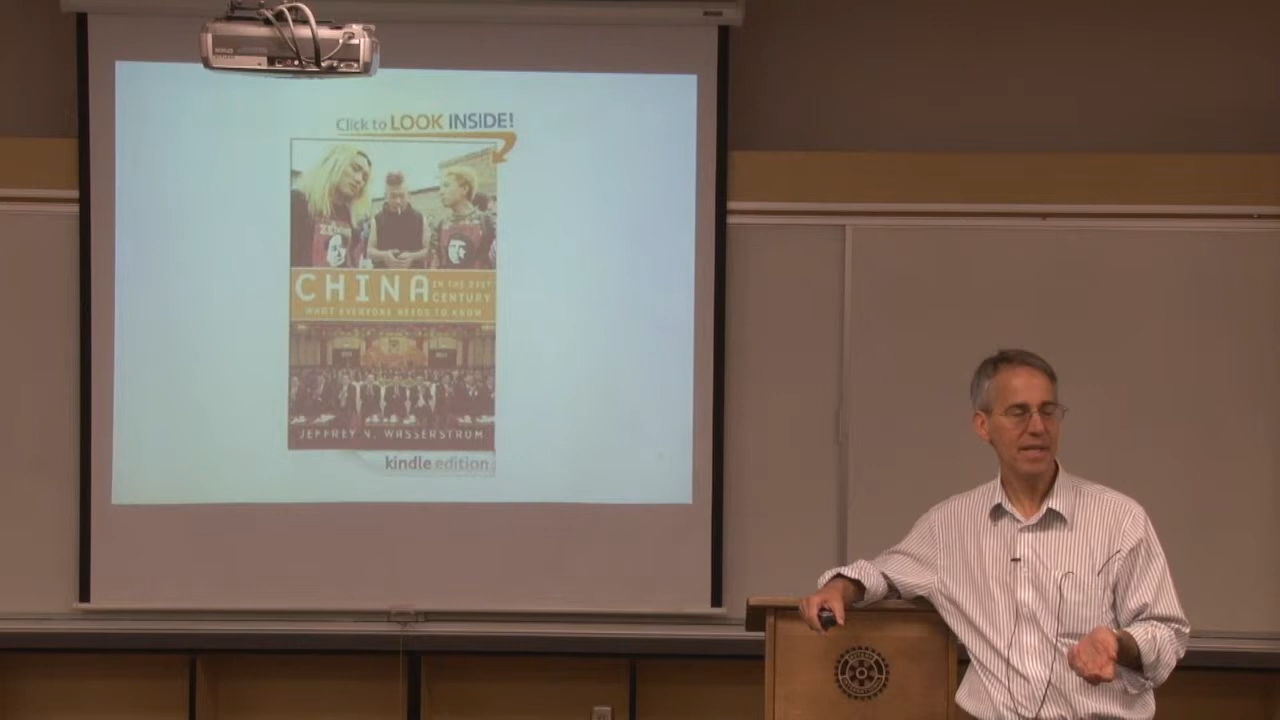 Click to LOOK INSIDE!
CHINA IN THE 21ST
CENTURY
WHAT EVERYONE NEEDS TO KNOW
JEFFREY N. WASSERSTROM
kindle edition